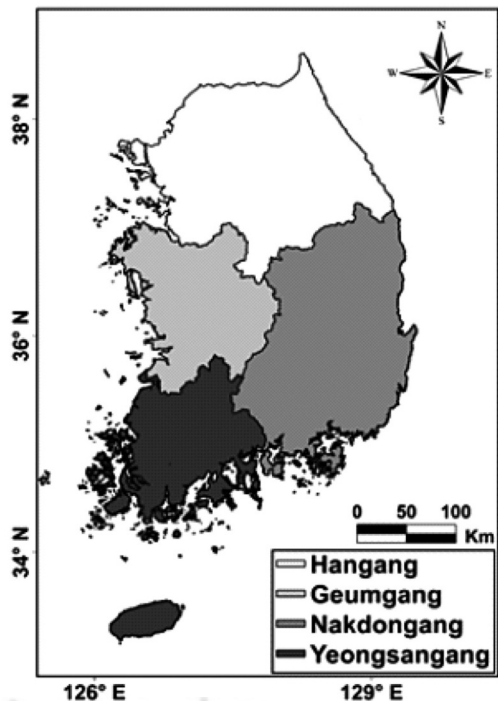 N
W E
S
38° N
36° N
34° N
0 50 100
Km
Hangang
Geumgang
Nakdongang
Yeongsangang
126° E 129° E